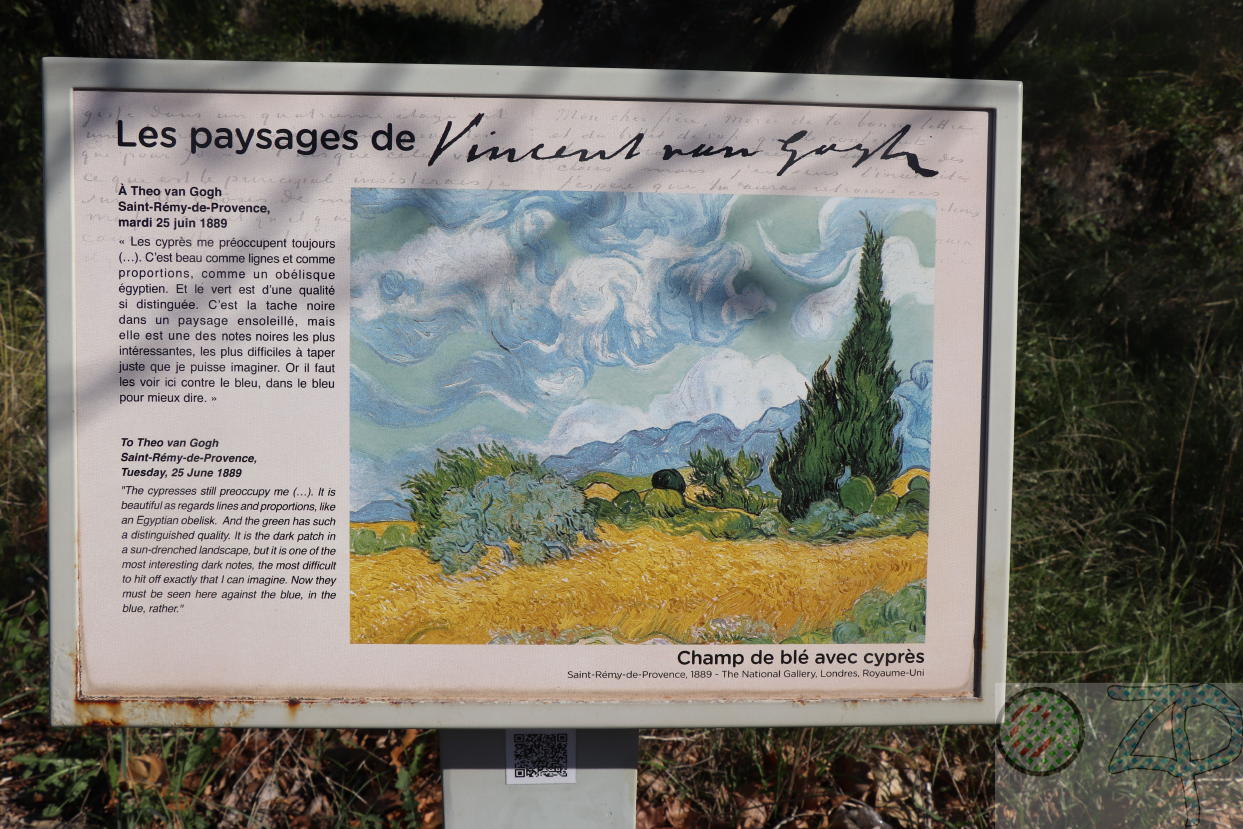 Les paysages de Vincent van Gogh
À Theo van Gogh
Saint-Rémy-de-Provence,
mardi 25 juin 1889
« Les cyprès me préoccupent toujours
(…). C'est beau comme lignes et comme
proportions, comme un obélisque
égyptien. Et le vert est d'une qualité
si distinguée. C'est la tache noire
dans un paysage ensoleillé, mais
elle est une des notes noires les plus
intéressantes, les plus difficiles à taper
juste que je puisse imaginer. Or il faut
les voir ici contre le bleu, dans le bleu
pour mieux dire. »
To Theo van Gogh
Saint-Rémy-de-Provence,
Tuesday, 25 June 1889
"The cypresses still preoccupy me (…). It is
beautiful as regards lines and proportions, like
an Egyptian obelisk. And the green has such
a distinguished quality. It is the dark patch in
a sun-drenched landscape, but it is one of the
most interesting dark notes, the most difficult
to hit off exactly that I can imagine. Now they
must be seen here against the blue, in the
blue, rather."
Champ de blé avec cyprès
Saint-Rémy-de-Provence, 1889 - The National Gallery, Londres, Royaume-Uni